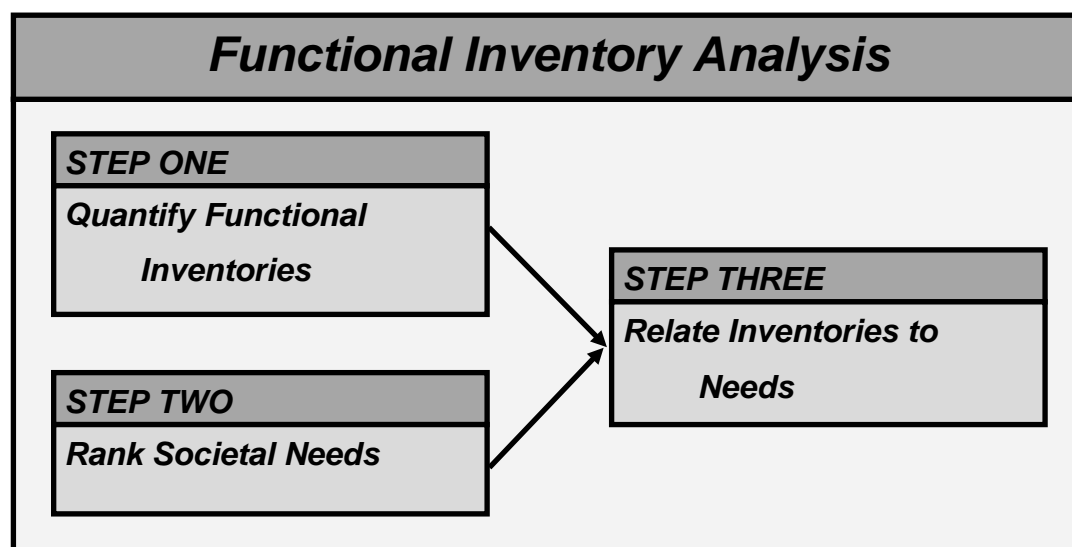 Functional Inventory Analysis
STEP ONE
Quantify Functional
Inventories
STEP TWO
Rank Societal Needs
STEP THREE
Relate Inventories to
Needs